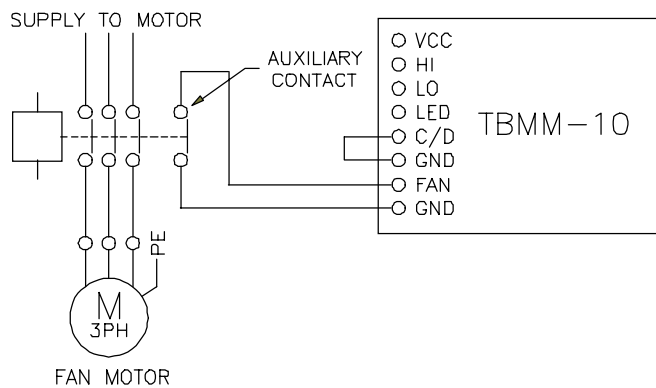 SUPPLY TO MOTOR
AUXILIARY
CONTACT
VCC
HI
LO
LED
C/D
GND
FAN
GND
TBMM-10
PE
M
3PH
FAN MOTOR